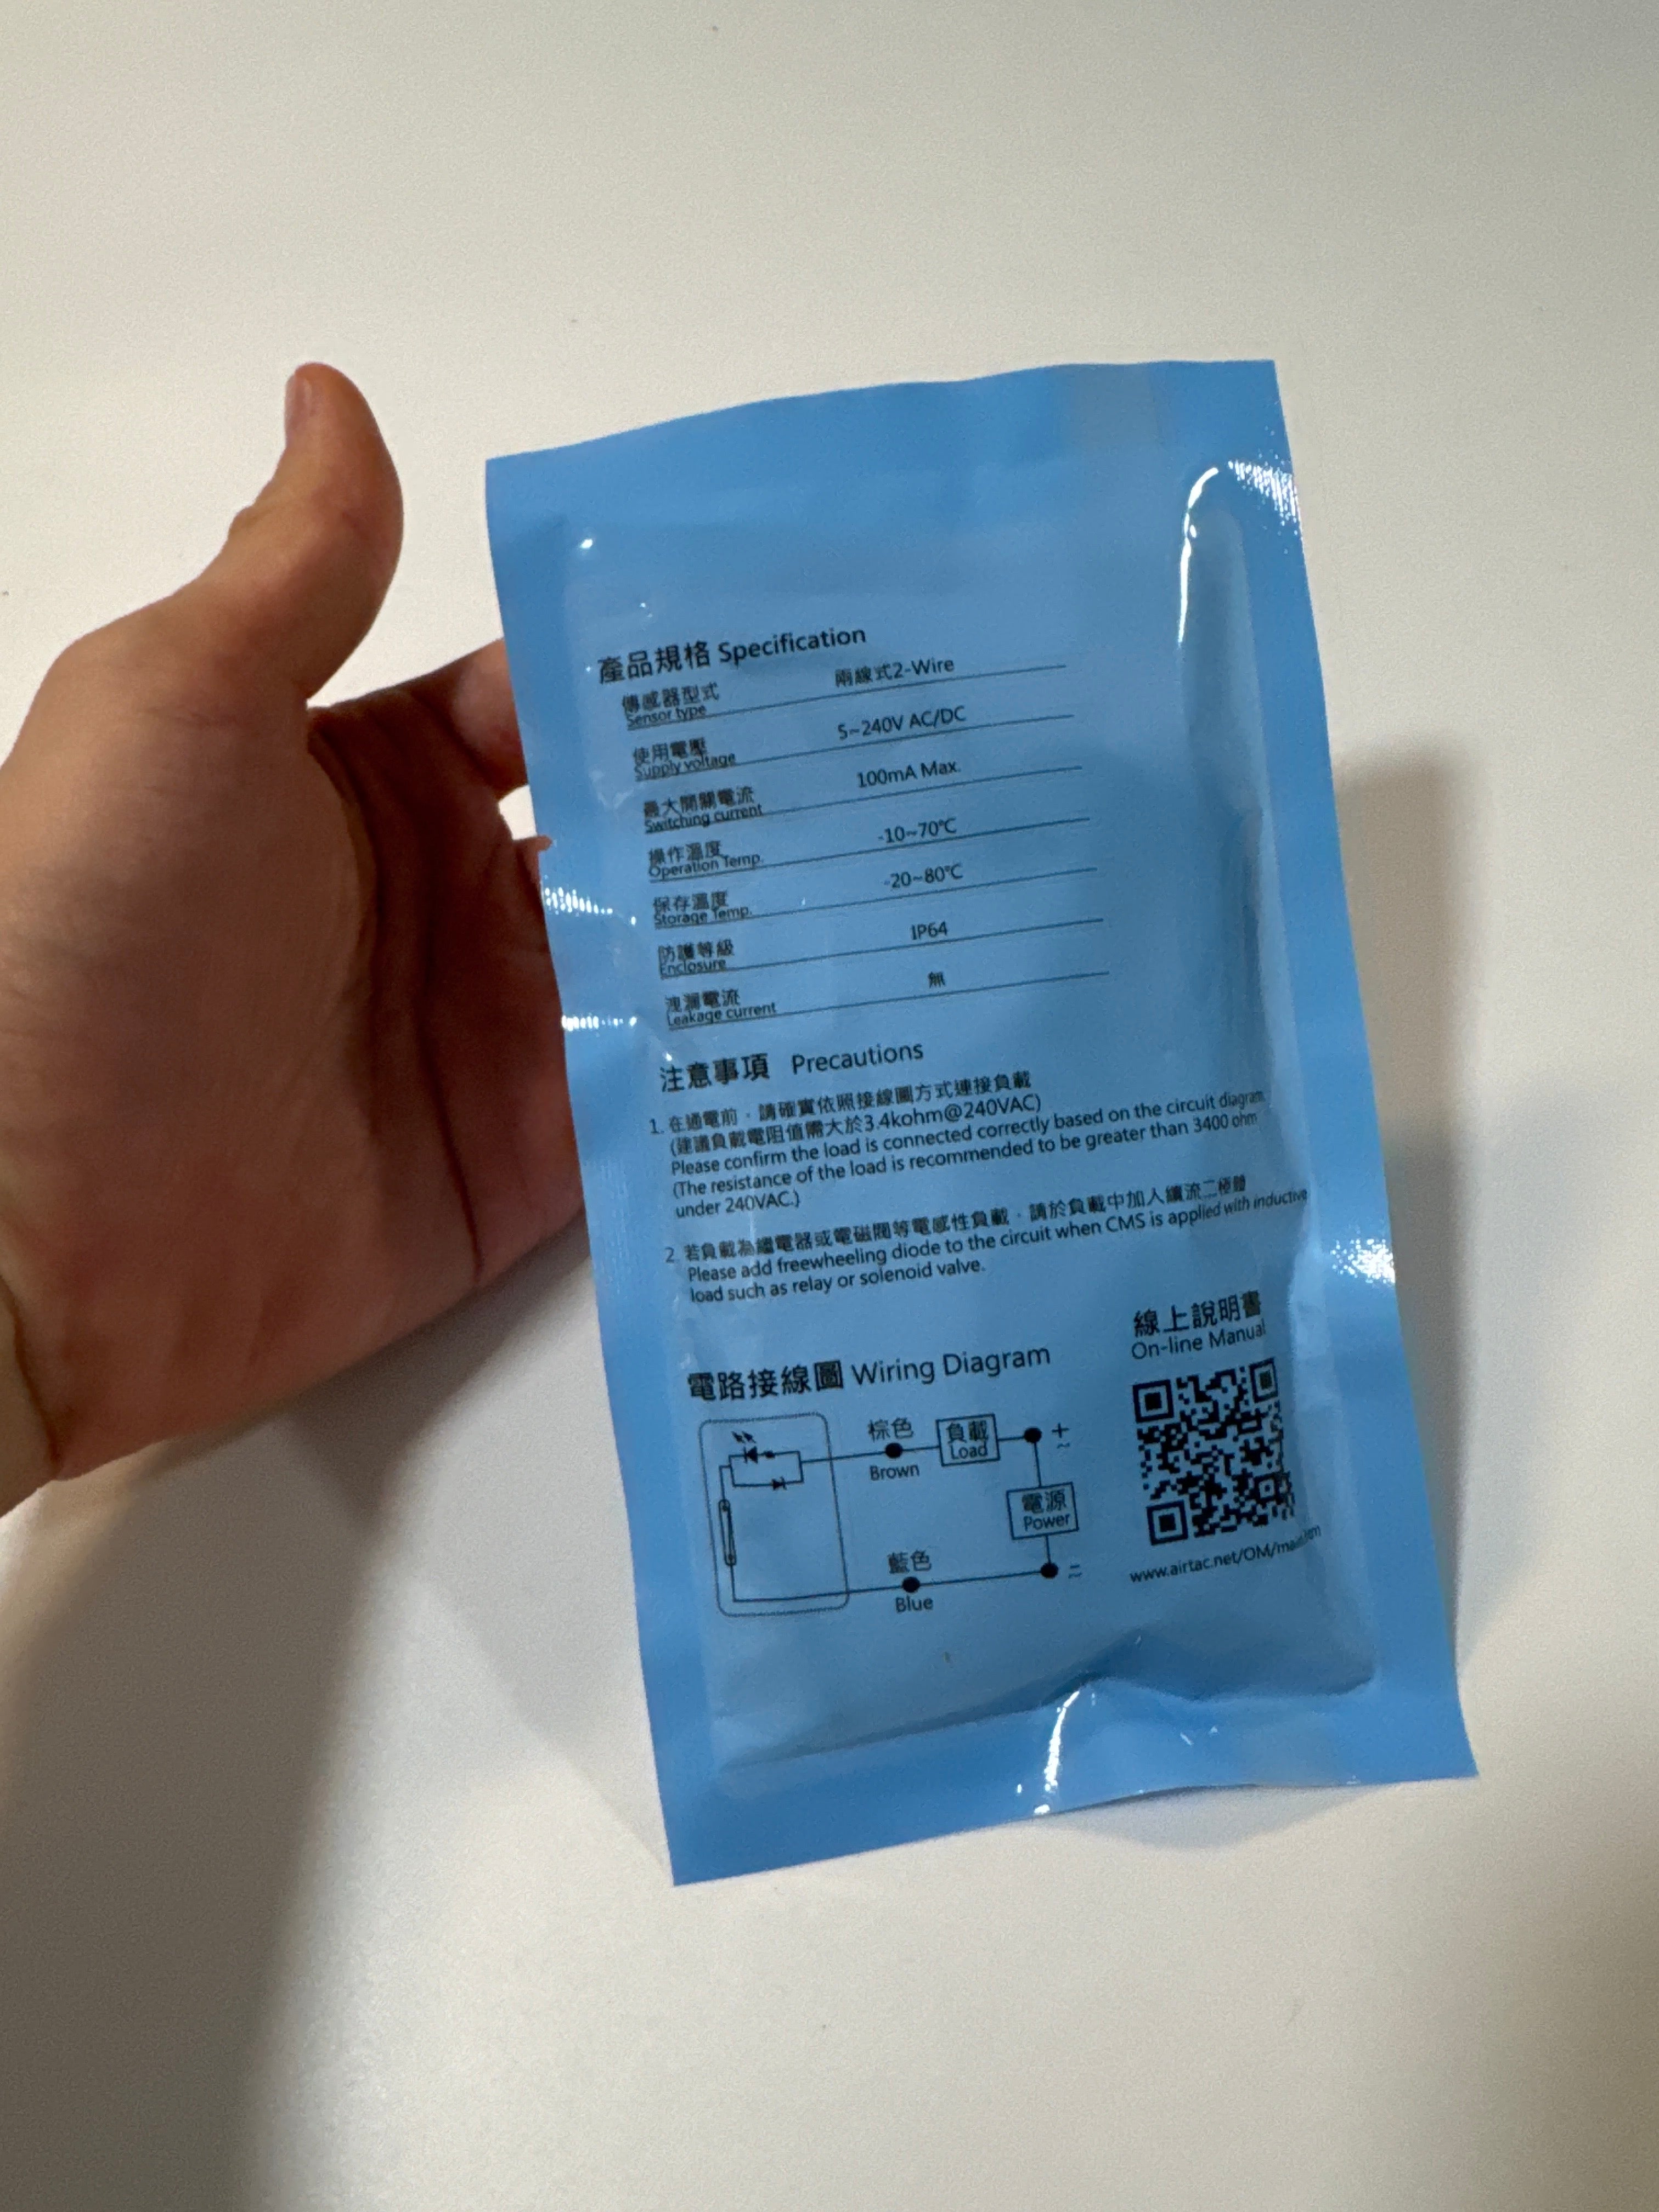 產品規格 Specification
傳感器型式 兩線式2-Wire
Sensor type
使用電壓 5~240V AC/DC
Supply voltage
最大開關電流 100mA Max.
Switching current
操作溫度 -10~70℃
Operation Temp.
保存溫度 -20~80℃
Storage Temp.
防護等級 IP64
Enclosure
洩漏電流 無
Leakage current
注意事項 Precautions
1. 在通電前，請確實依照接線圖方式連接負載
(建議負載電阻值需大於3.4kohm@240VAC)
Please confirm the load is connected correctly based on the circuit diagram.
(The resistance of the load is recommended to be greater than 3400 ohm
under 240VAC.)
2. 若負載為繼電器或電磁閥等電感性負載，請於負載中加入續流二極體
Please add freewheeling diode to the circuit when CMS is applied with inductive
load such as relay or solenoid valve.
線上說明書
On-line Manual
電路接線圖 Wiring Diagram
棕色
Brown
負載
Load
+
~
電源
Power
藍色
Blue
-
~
www.airtac.net/OM/main.htm